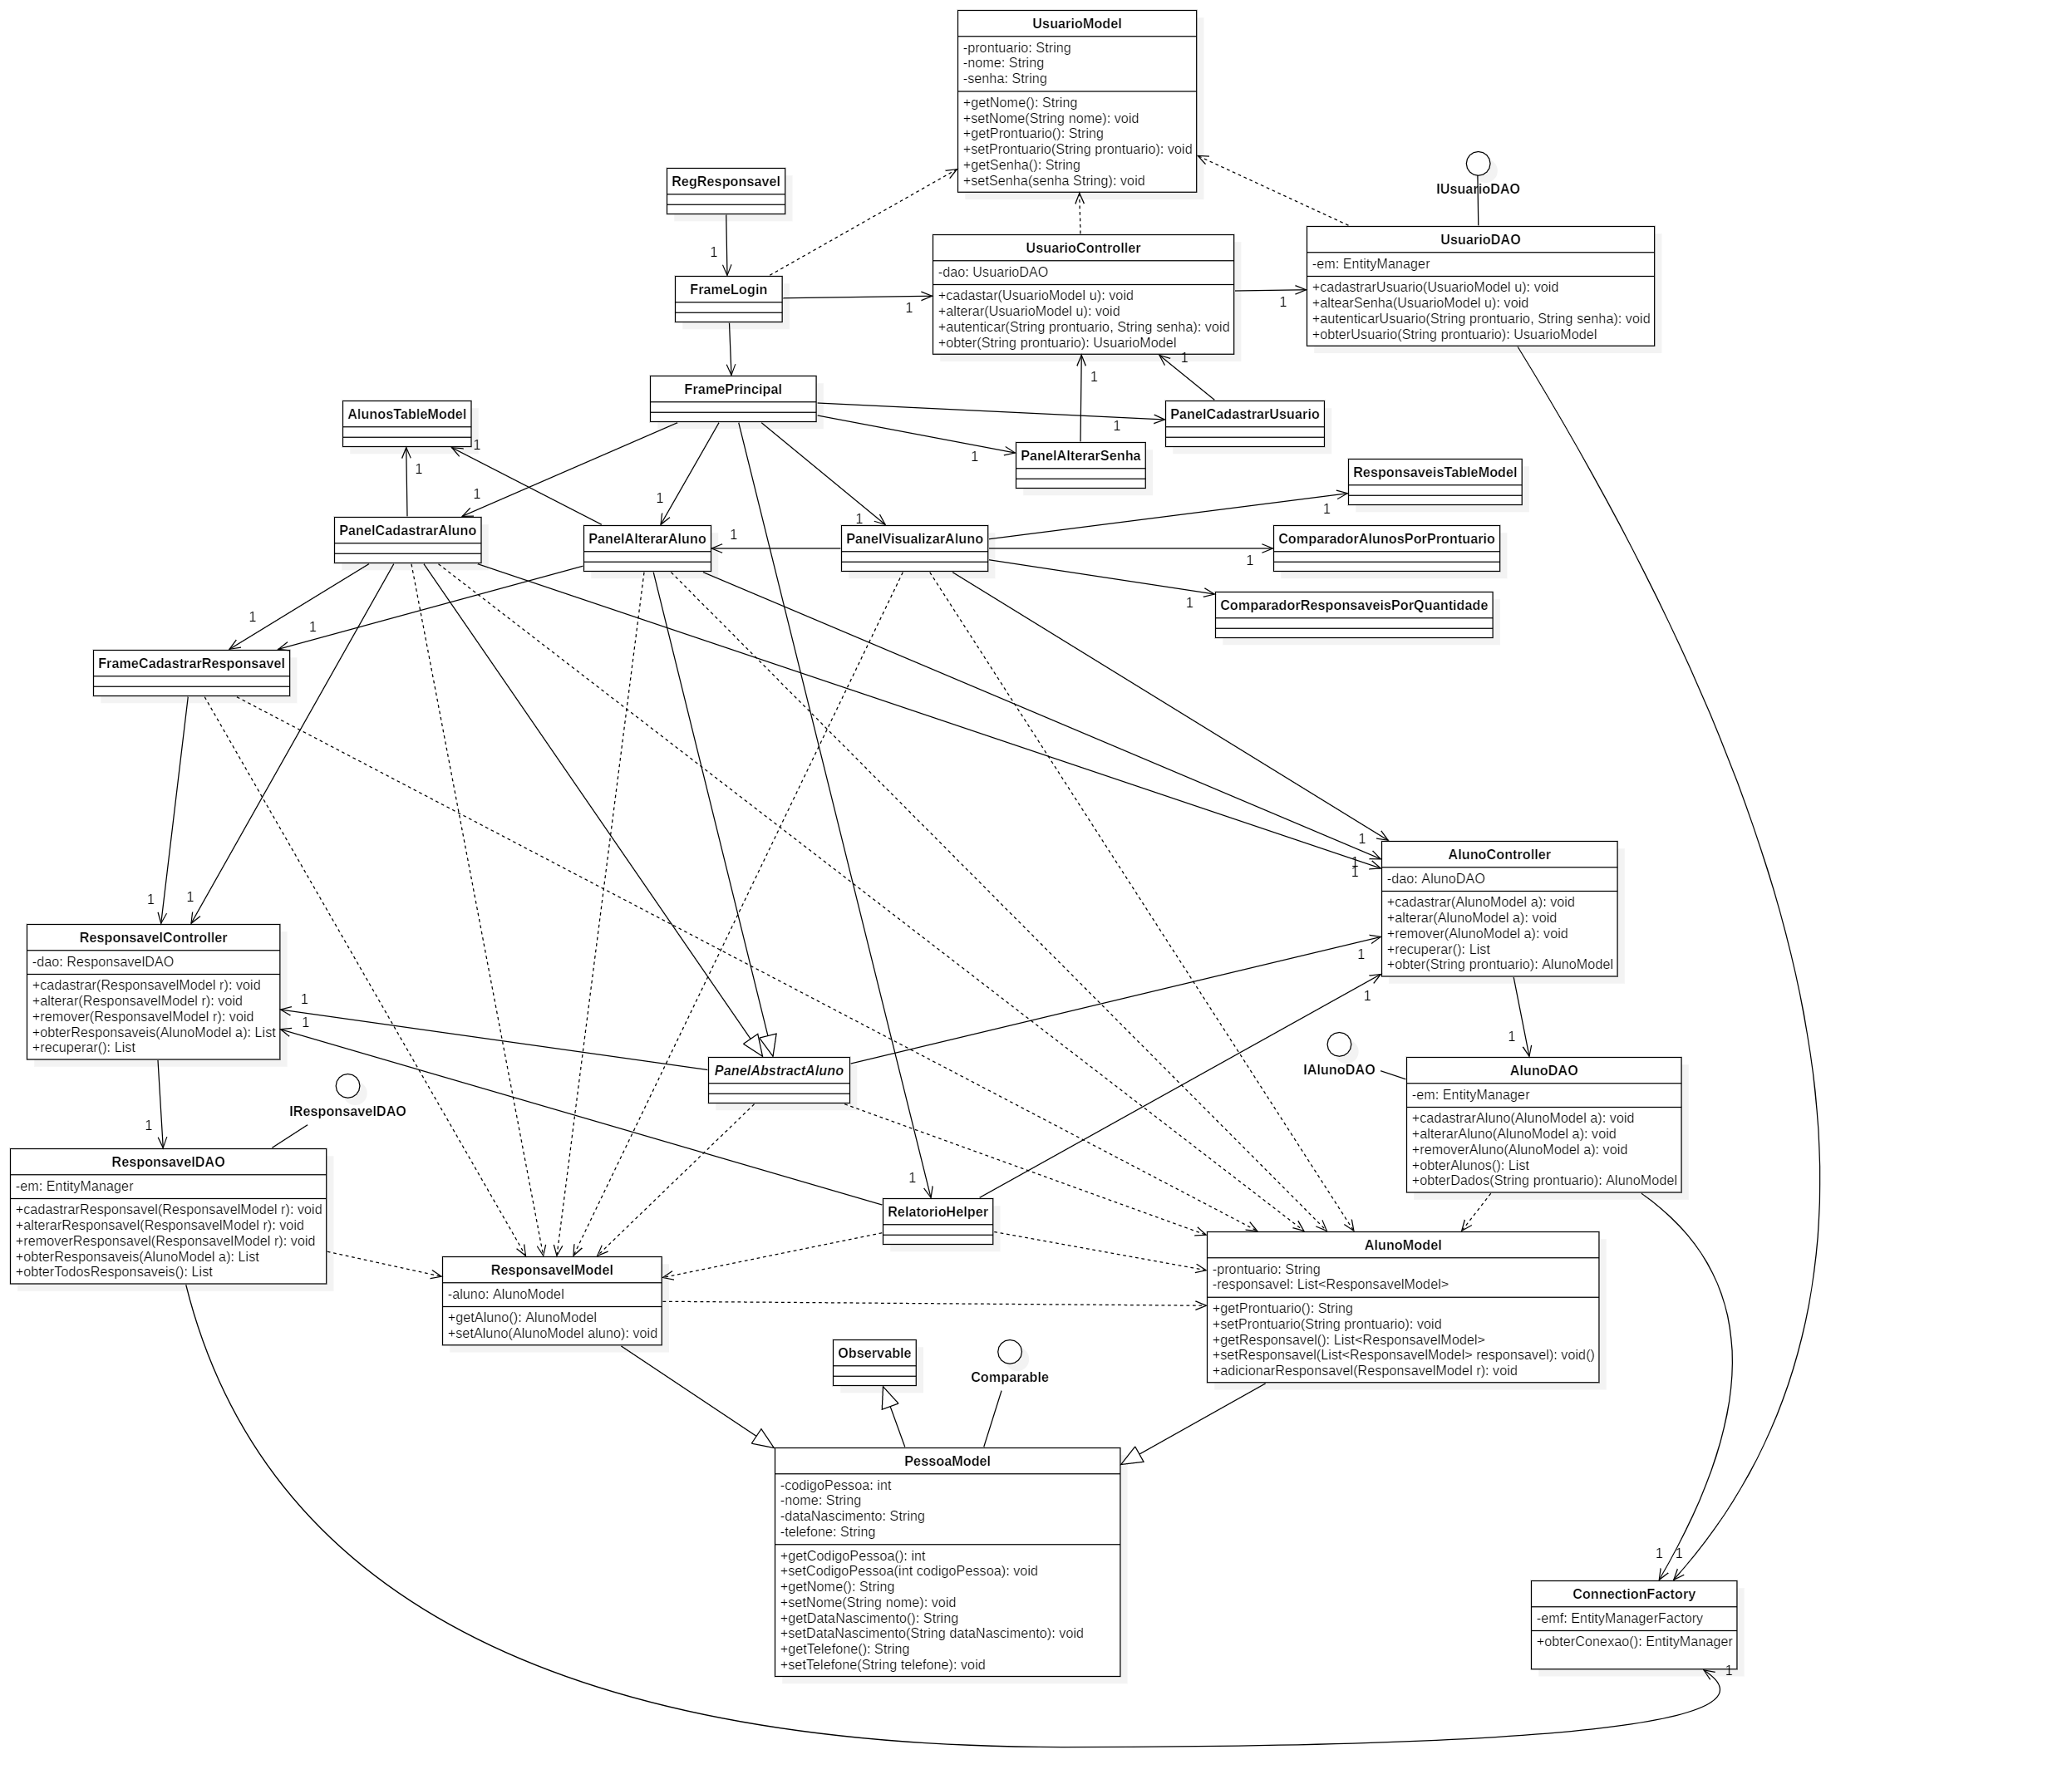 UsuarioModel
-prontuario: String
-nome: String
-senha: String
+getNome(): String
+setNome(String nome): void
+getProntuario(): String
+setProntuario(String prontuario): void
+getSenha(): String
+setSenha(senha String): void
RegResponsavel
1
IUsuarioDAO
UsuarioController
-dao: UsuarioDAO
+cadastar(UsuarioModel u): void
+alterar(UsuarioModel u): void
+autenticar(String prontuario, String senha): void
+obter(String prontuario): UsuarioModel
UsuarioDAO
-em: EntityManager
+cadastrarUsuario(UsuarioModel u): void
+altearSenha(UsuarioModel u): void
+autenticarUsuario(String prontuario, String senha): void
+obterUsuario(String prontuario): UsuarioModel
FrameLogin
1
1
1
1
FramePrincipal
AlunosTableModel
PanelCadastrarUsuario
1
1
1
1
PanelAlterarSenha
1
ResponsaveisTableModel
1
1
1
1
PanelCadastrarAluno
PanelAlterarAluno
1
PanelVisualizarAluno
ComparadorAlunosPorProntuario
1
1
ComparadorResponsaveisPorQuantidade
1
1
FrameCadastrarResponsavel
1
1
1
AlunoController
-dao: AlunoDAO
+cadastrar(AlunoModel a): void
+alterar(AlunoModel a): void
+remover(AlunoModel a): void
+recuperar(): List
+obter(String prontuario): AlunoModel
1
1
ResponsavelController
-dao: ResponsavelDAO
+cadastrar(ResponsavelModel r): void
+alterar(ResponsavelModel r): void
+remover(ResponsavelModel r): void
+obterResponsaveis(AlunoModel a): List
+recuperar(): List
1
1
1
1
1
PanelAbstractAluno
IAlunoDAO
AlunoDAO
-em: EntityManager
+cadastrarAluno(AlunoModel a): void
+alterarAluno(AlunoModel a): void
+removerAluno(AlunoModel a): void
+obterAlunos(): List
+obterDados(String prontuario): AlunoModel
IResponsavelDAO
1
ResponsavelDAO
-em: EntityManager
+cadastrarResponsavel(ResponsavelModel r): void
+alterarResponsavel(ResponsavelModel r): void
+removerResponsavel(ResponsavelModel r): void
+obterResponsaveis(AlunoModel a): List
+obterTodosResponsaveis(): List
1
RelatorioHelper
ResponsavelModel
-aluno: AlunoModel
+getAluno(): AlunoModel
+setAluno(AlunoModel aluno): void
AlunoModel
-prontuario: String
-responsavel: List<ResponsavelModel>
+getProntuario(): String
+setProntuario(String prontuario): void
+getResponsavel(): List<ResponsavelModel>
+setResponsavel(List<ResponsavelModel> responsavel): void()
+adicionarResponsavel(ResponsavelModel r): void
Observable
Comparable
PessoaModel
-codigoPessoa: int
-nome: String
-dataNascimento: String
-telefone: String
+getCodigoPessoa(): int
+setCodigoPessoa(int codigoPessoa): void
+getNome(): String
+setNome(String nome): void
+getDataNascimento(): String
+setDataNascimento(String dataNascimento): void
+getTelefone(): String
+setTelefone(String telefone): void
1
1
ConnectionFactory
-emf: EntityManagerFactory
+obterConexao(): EntityManager
1